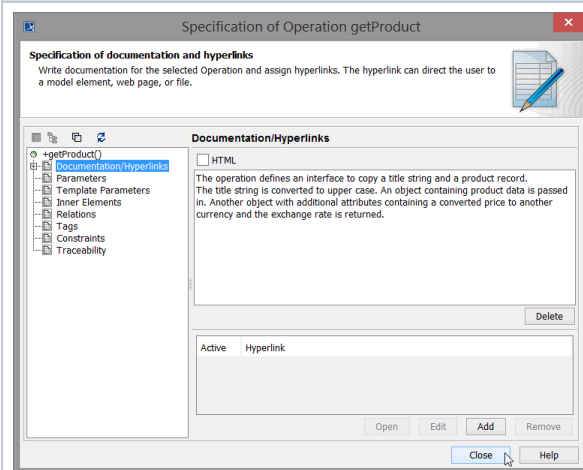 Specification of Operation getProduct
Specification of documentation and hyperlinks
Write documentation for the selected Operation and assign hyperlinks. The hyperlink can direct the user to
a model element, web page, or file.
+getProduct()
Documentation/Hyperlinks
Parameters
Template Parameters
Inner Elements
Relations
Tags
Constraints
Traceability
Documentation/Hyperlinks
HTML
The operation defines an interface to copy a title string and a product record.
The title string is converted to upper case. An object containing product data is passed
in. Another object with additional attributes containing a converted price to another
currency and the exchange rate is returned.
Delete
Active Hyperlink
Open Edit Add Remove
Close Help